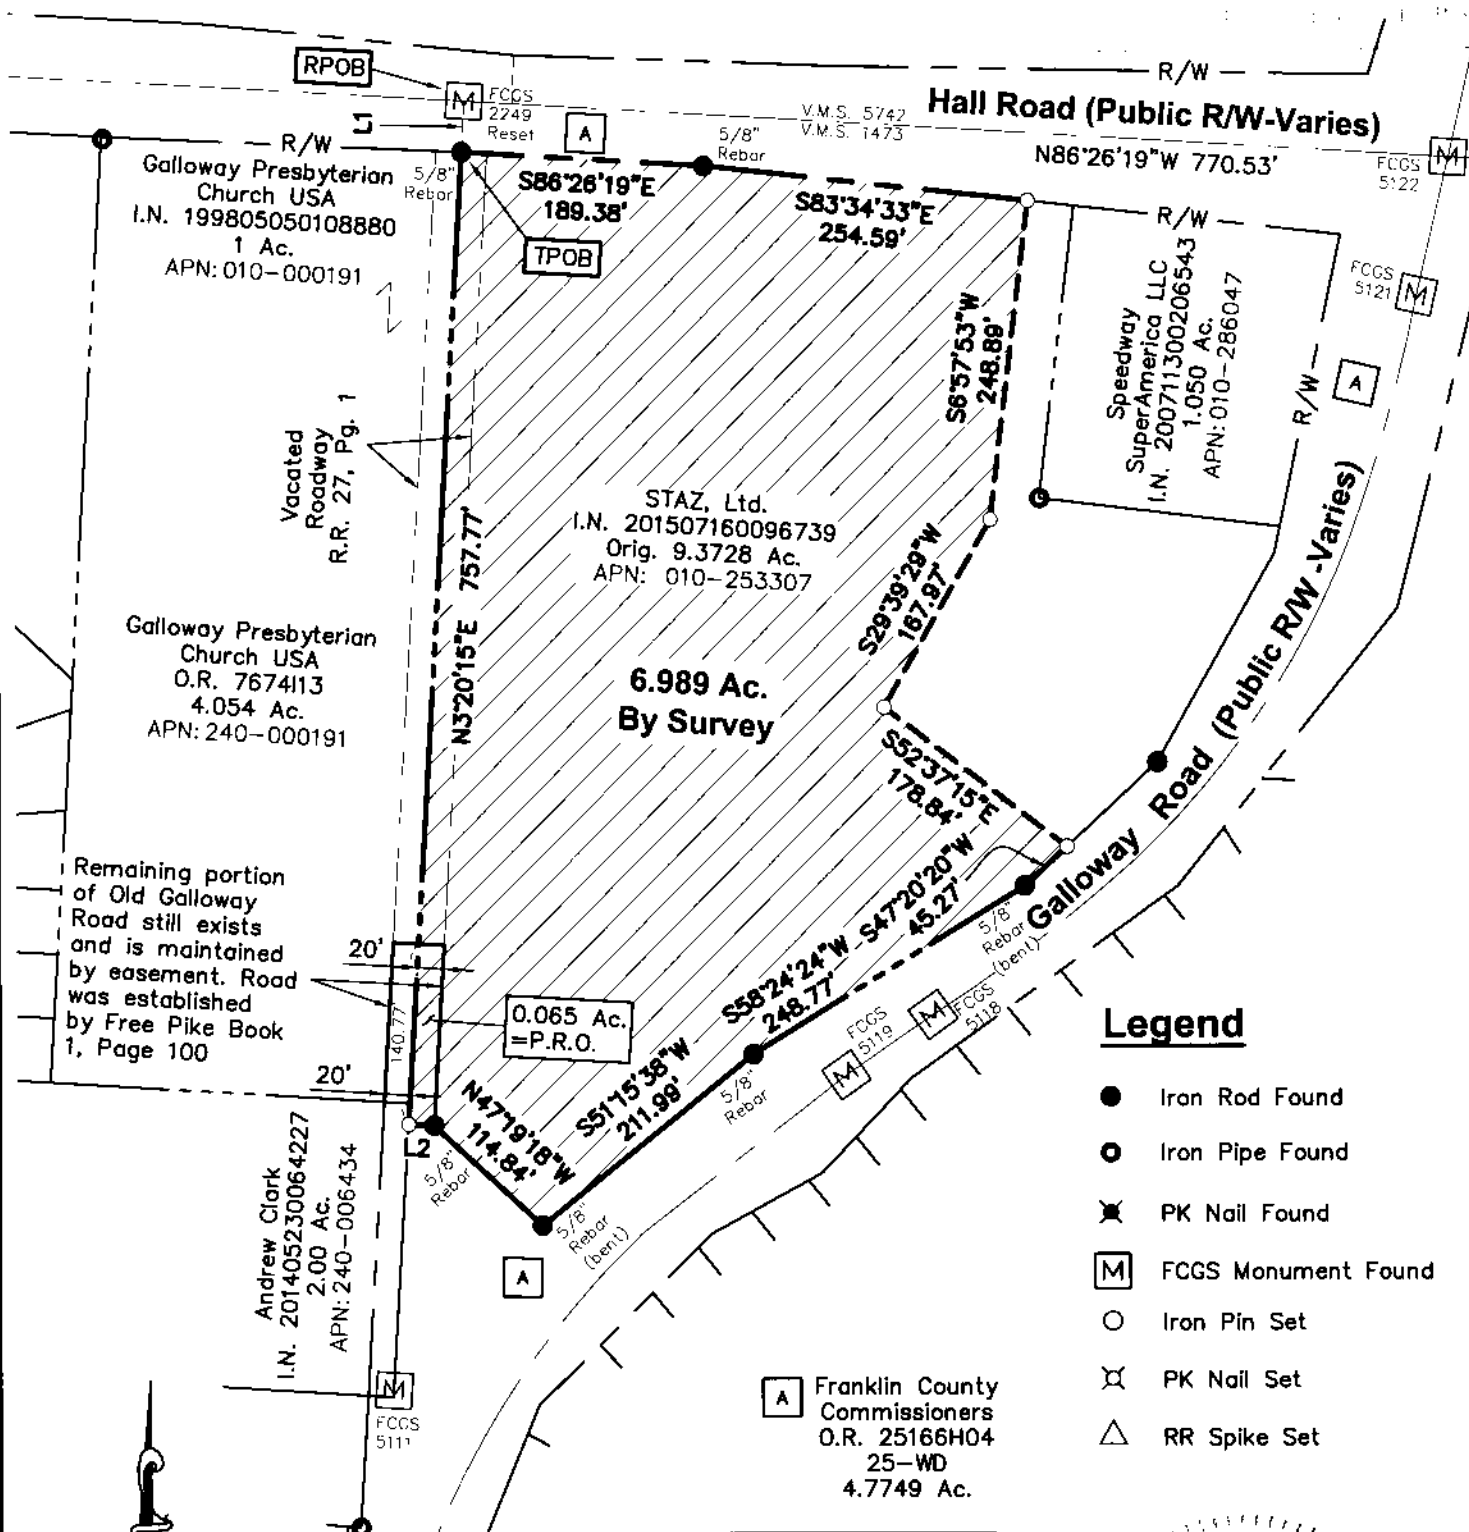 RPOB
M
FCGS
2249
Reset
L1
A
R/W
Hall Road (Public R/W-Varies)
V.M.S. 5742
V.M.S. 1473
N86°26'19"W 770.53'
M
FCGS
5122
R/W
5/8"
Rebar
5/8"
Rebar
S86°26'19"E
189.38'
S83°34'33"E
254.59'
TPOB
R/W
Galloway Presbyterian
Church USA
I.N. 199805050108880
1 Ac.
APN: 010-000191
FCGS
5121
M
A
R/W
Speedway
SuperAmerica LLC
I.N. 200711300206543
1.050 Ac.
APN: 010-286047
S6°57'53"W
248.89'
Vacated
Roadway
R.R. 27, Pg. 1
N3°20'15"E 757.77'
STAZ, Ltd.
I.N. 201507160096739
Orig. 9.3728 Ac.
APN: 010-253307
S29°39'29"W
167.97'
Galloway Presbyterian
Church USA
O.R. 7674I13
4.054 Ac.
APN: 240-000191
6.989 Ac.
By Survey
S52°37'15"E
178.84'
Galloway Road (Public R/W -Varies)
S47°20'20"W
45.27'
5/8"
Rebar
(bent)
Remaining portion
of Old Galloway
Road still exists
and is maintained
by easement. Road
was established
by Free Pike Book
1, Page 100
20'
140.77'
20'
0.065 Ac.
=P.R.O.
S58°24'24"W
248.77'
FCGS
5119
M
FCGS
5118
M
5/8"
Rebar
S51°15'38"W
211.99'
N47°19'18"W
114.84'
L2
5/8"
Rebar
5/8"
Rebar
(bent)
A
Andrew Clark
I.N. 201405230064227
2.00 Ac.
APN: 240-006434
M
FCGS
5111
Legend
Iron Rod Found
Iron Pipe Found
PK Nail Found
M FCGS Monument Found
Iron Pin Set
PK Nail Set
RR Spike Set
A Franklin County
Commissioners
O.R. 25166H04
25-WD
4.7749 Ac.